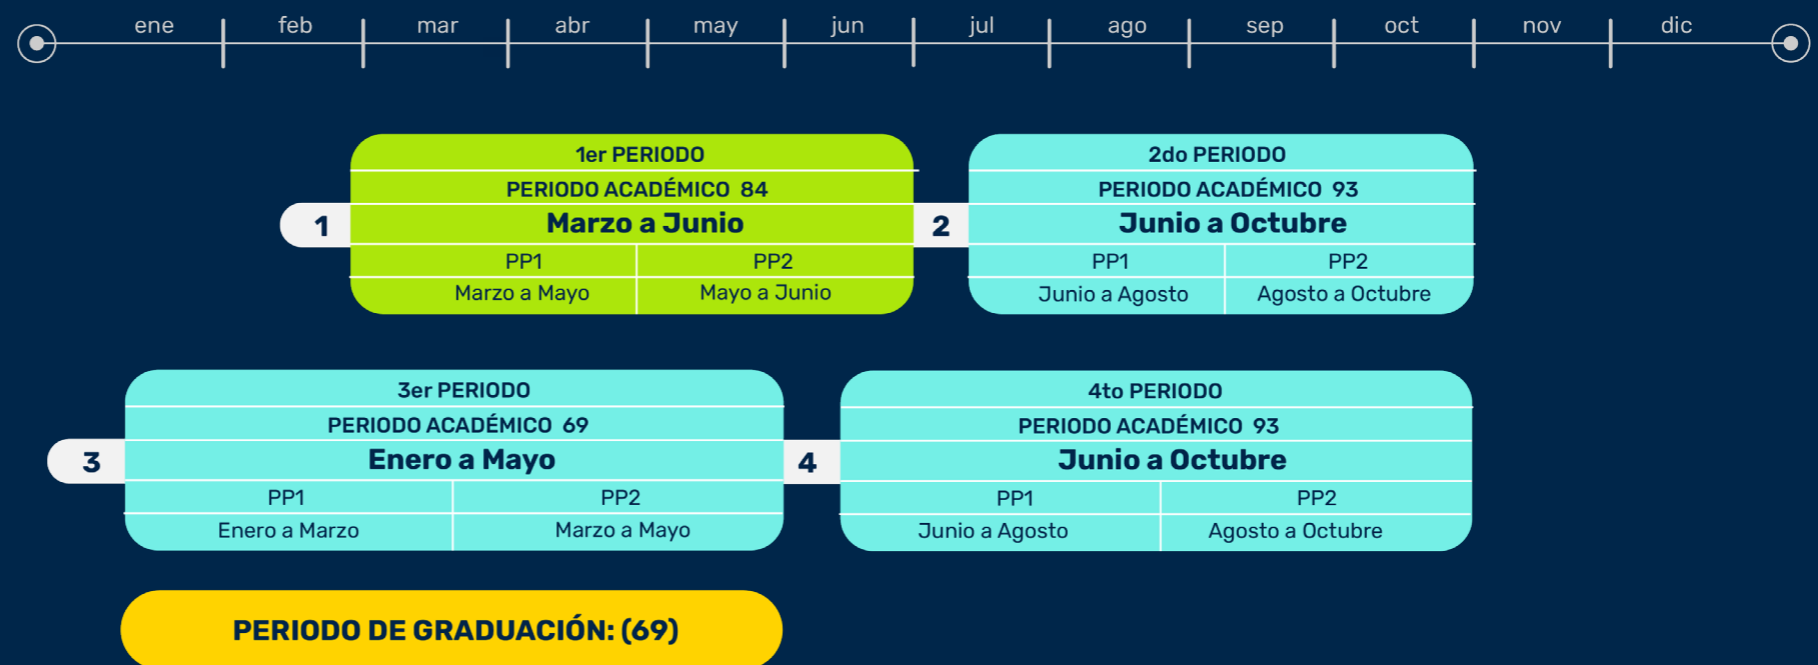 ene feb mar abr may jun jul ago sep oct nov dic
1er PERIODO
PERIODO ACADÉMICO 84
1 Marzo a Junio
PP1 PP2
Marzo a Mayo Mayo a Junio
2do PERIODO
PERIODO ACADÉMICO 93
2 Junio a Octubre
PP1 PP2
Junio a Agosto Agosto a Octubre
3er PERIODO
PERIODO ACADÉMICO 69
3 Enero a Mayo
PP1 PP2
Enero a Marzo Marzo a Mayo
4to PERIODO
PERIODO ACADÉMICO 93
4 Junio a Octubre
PP1 PP2
Junio a Agosto Agosto a Octubre
PERIODO DE GRADUACIÓN: (69)